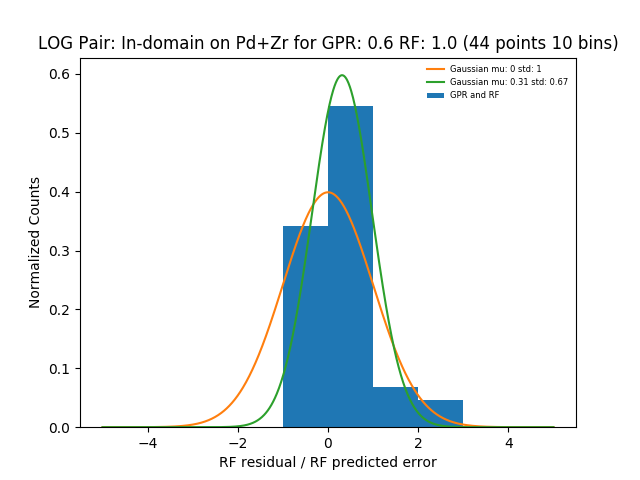 LOG Pair: In-domain on Pd+Zr for GPR: 0.6 RF: 1.0 (44 points 10 bins)
Gaussian mu: 0 std: 1
Gaussian mu: 0.31 std: 0.67
GPR and RF
Normalized Counts
0.6
0.5
0.4
0.3
0.2
0.1
0.0
−4
−2
0
2
4
RF residual / RF predicted error